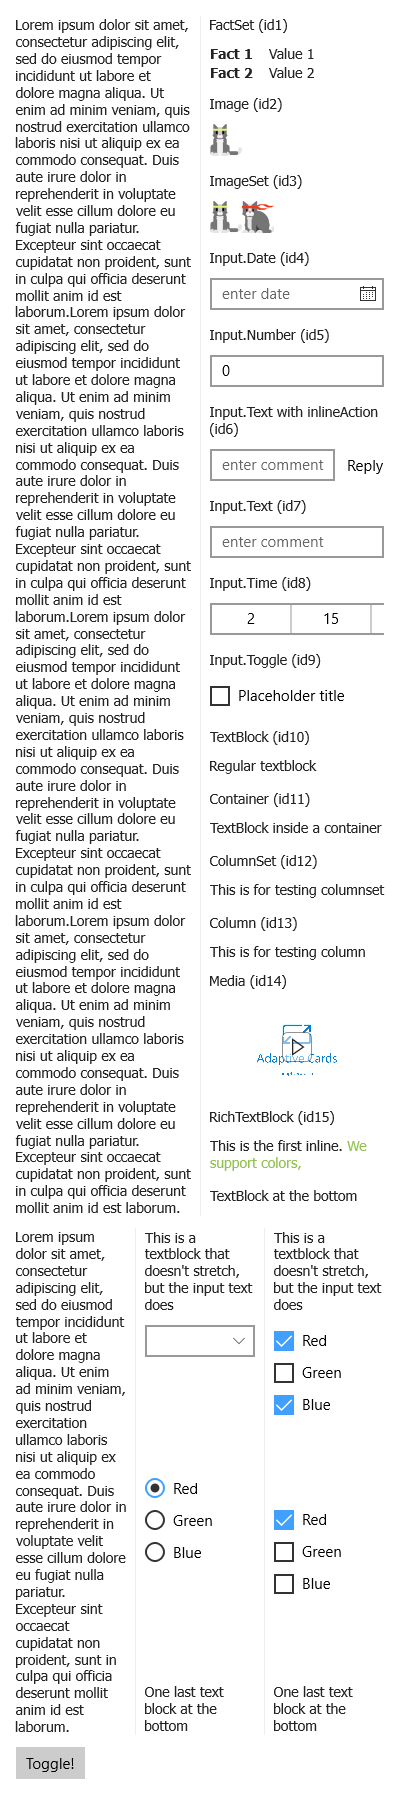 Lorem ipsum dolor sit amet,
consectetur adipiscing elit,
sed do eiusmod tempor
incididunt ut labore et
dolore magna aliqua. Ut
enim ad minim veniam, quis
nostrud exercitation ullamco
laboris nisi ut aliquip ex ea
commodo consequat. Duis
aute irure dolor in
reprehenderit in voluptate
velit esse cillum dolore eu
fugiat nulla pariatur.
Excepteur sint occaecat
cupidatat non proident, sunt
in culpa qui officia deserunt
mollit anim id est
laborum.Lorem ipsum dolor
sit amet, consectetur
adipiscing elit, sed do
eiusmod tempor incididunt
ut labore et dolore magna
aliqua. Ut enim ad minim
veniam, quis nostrud
exercitation ullamco laboris
nisi ut aliquip ex ea
commodo consequat. Duis
aute irure dolor in
reprehenderit in voluptate
velit esse cillum dolore eu
fugiat nulla pariatur.
Excepteur sint occaecat
cupidatat non proident, sunt
in culpa qui officia deserunt
mollit anim id est
laborum.Lorem ipsum dolor
sit amet, consectetur
adipiscing elit, sed do
eiusmod tempor incididunt
ut labore et dolore magna
aliqua. Ut enim ad minim
veniam, quis nostrud
exercitation ullamco laboris
nisi ut aliquip ex ea
commodo consequat. Duis
aute irure dolor in
reprehenderit in voluptate
velit esse cillum dolore eu
fugiat nulla pariatur.
Excepteur sint occaecat
cupidatat non proident, sunt
in culpa qui officia deserunt
mollit anim id est
laborum.Lorem ipsum dolor
sit amet, consectetur
adipiscing elit, sed do
eiusmod tempor incididunt
ut labore et dolore magna
aliqua. Ut enim ad minim
veniam, quis nostrud
exercitation ullamco laboris
nisi ut aliquip ex ea
commodo consequat. Duis
aute irure dolor in
reprehenderit in voluptate
velit esse cillum dolore eu
fugiat nulla pariatur.
Excepteur sint occaecat
cupidatat non proident, sunt
in culpa qui officia deserunt
mollit anim id est laborum.
FactSet (id1)
Fact 1 Value 1
Fact 2 Value 2
Image (id2)
ImageSet (id3)
Input.Date (id4)
enter date
Input.Number (id5)
0
Input.Text with inlineAction
(id6)
enter comment Reply
Input.Text (id7)
enter comment
Input.Time (id8)
2 15
Input.Toggle (id9)
Placeholder title
TextBlock (id10)
Regular textblock
Container (id11)
TextBlock inside a container
ColumnSet (id12)
This is for testing columnset
Column (id13)
This is for testing column
Media (id14)
Adaptive Cards
RichTextBlock (id15)
This is the first inline. We
support colors,
TextBlock at the bottom
Lorem ipsum
dolor sit amet,
consectetur
adipiscing elit,
sed do eiusmod
tempor incididunt
ut labore et
dolore magna
aliqua. Ut enim
ad minim veniam,
quis nostrud
exercitation
ullamco laboris
nisi ut aliquip ex
ea commodo
consequat. Duis
aute irure dolor in
reprehenderit in
voluptate velit
esse cillum dolore
eu fugiat nulla
pariatur.
Excepteur sint
occaecat
cupidatat non
proident, sunt in
culpa qui officia
deserunt mollit
anim id est
laborum.
This is a
textblock that
doesn't stretch,
but the input text
does
Red
Green
Blue
One last text
block at the
bottom
This is a
textblock that
doesn't stretch,
but the input text
does
Red
Green
Blue
Red
Green
Blue
One last text
block at the
bottom
Toggle!